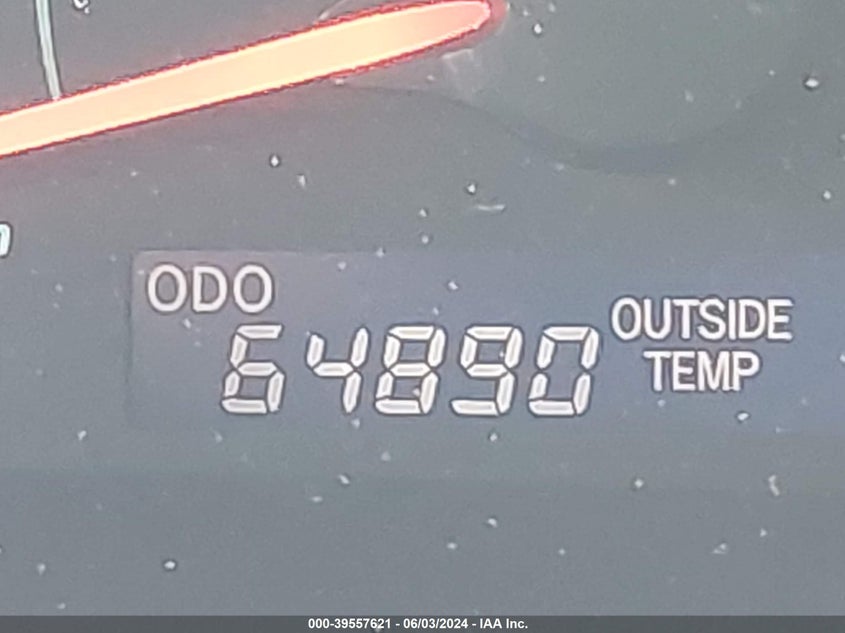 ODO
64890
OUTSIDE
TEMP
000-39557621 - 06/03/2024 - IAA Inc.